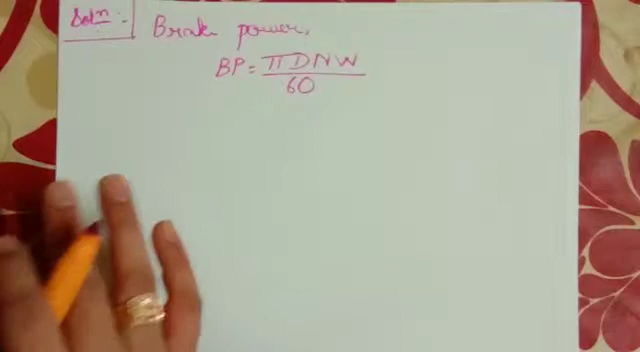 Solⁿ :-
Brake power,
BP = πDNW / 60